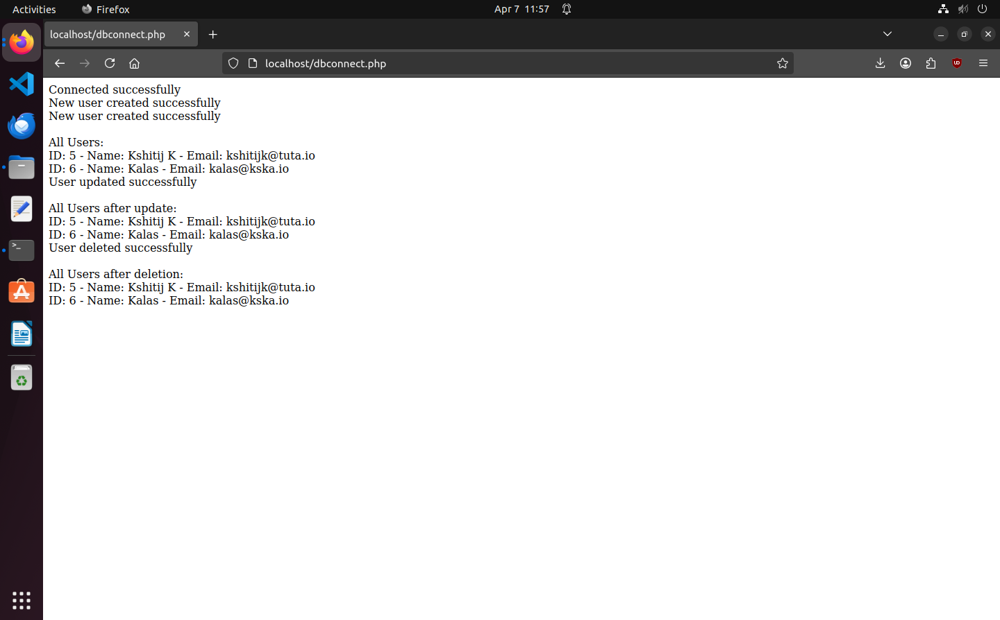 Activities
Firefox
Apr 7 11:57
localhost/dbconnect.php
localhost/dbconnect.php
Connected successfully
New user created successfully
New user created successfully
All Users:
ID: 5 - Name: Kshitij K - Email: kshitijk@tuta.io
ID: 6 - Name: Kalas - Email: kalas@kska.io
User updated successfully
All Users after update:
ID: 5 - Name: Kshitij K - Email: kshitijk@tuta.io
ID: 6 - Name: Kalas - Email: kalas@kska.io
User deleted successfully
All Users after deletion:
ID: 5 - Name: Kshitij K - Email: kshitijk@tuta.io
ID: 6 - Name: Kalas - Email: kalas@kska.io